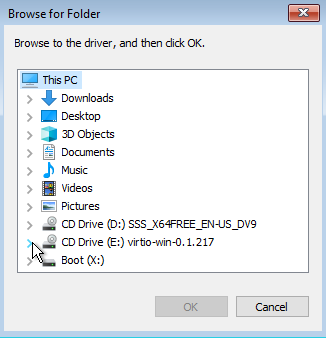 Browse for Folder
Browse to the driver, and then click OK.
This PC
Downloads
Desktop
3D Objects
Documents
Music
Videos
Pictures
CD Drive (D:) SSS_X64FREE_EN-US_DV9
CD Drive (E:) virtio-win-0.1.217
Boot (X:)
OK
Cancel